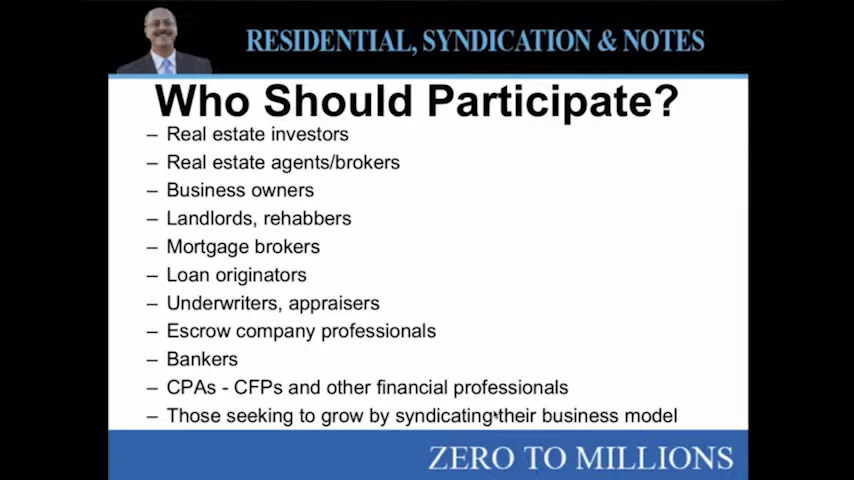 RESIDENTIAL, SYNDICATION & NOTES
Who Should Participate?
– Real estate investors
– Real estate agents/brokers
– Business owners
– Landlords, rehabbers
– Mortgage brokers
– Loan originators
– Underwriters, appraisers
– Escrow company professionals
– Bankers
– CPAs - CFPs and other financial professionals
– Those seeking to grow by syndicating their business model
ZERO TO MILLIONS